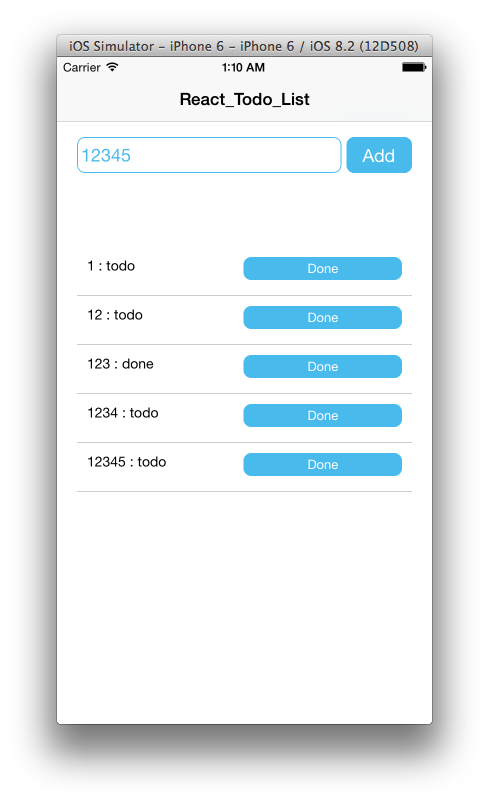 iOS Simulator - iPhone 6 - iPhone 6 / iOS 8.2 (12D508)
Carrier 1:10 AM
React_Todo_List
12345 Add
1 : todo Done
12 : todo Done
123 : done Done
1234 : todo Done
12345 : todo Done